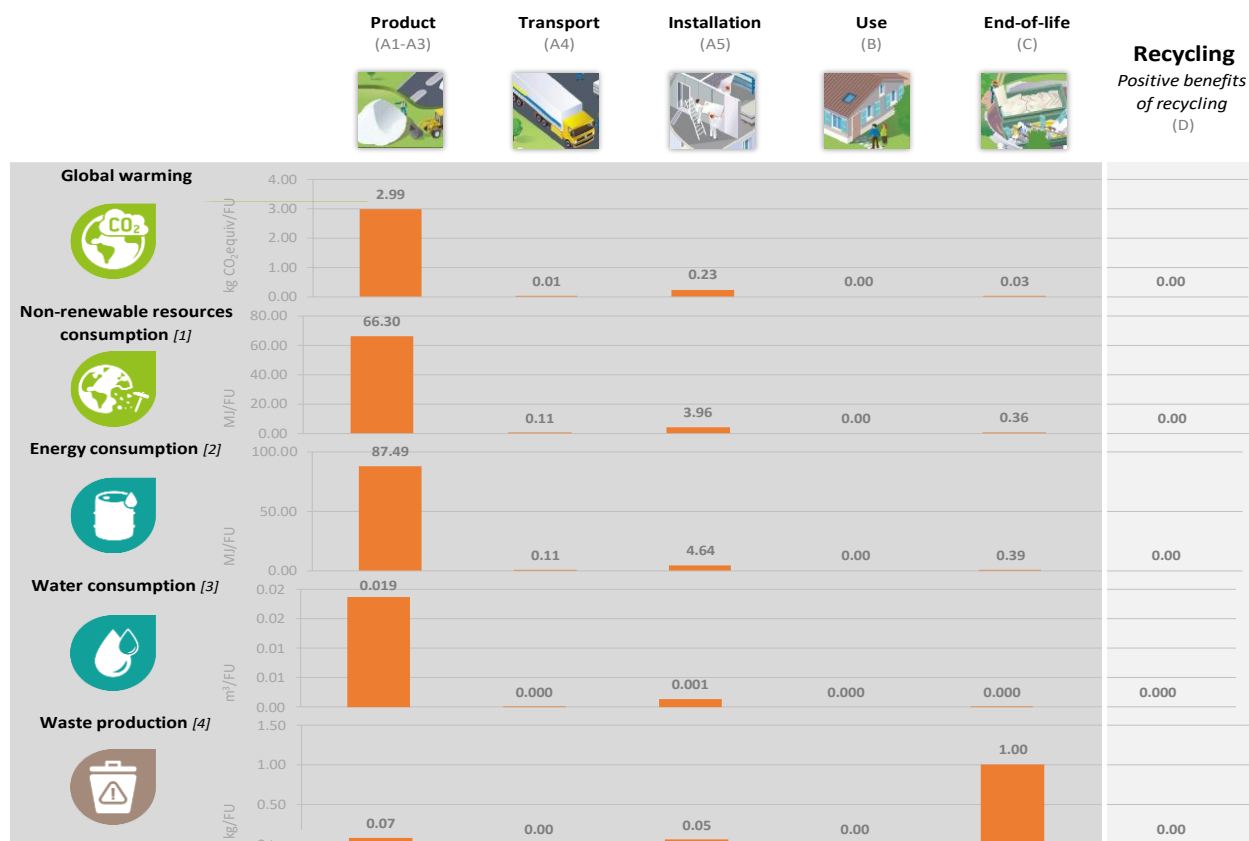 Product
(A1-A3)
Transport
(A4)
Installation
(A5)
Use
(B)
End-of-life
(C)
Recycling
Positive benefits
of recycling
(D)
Global warming
CO2
kg CO2equiv/FU
4.00
3.00
2.00
1.00
0.00
2.99
0.01
0.23
0.00
0.03
0.00
Non-renewable resources
consumption [1]
MJ/FU
80.00
60.00
40.00
20.00
0.00
66.30
0.11
3.96
0.00
0.36
0.00
Energy consumption [2]
MJ/FU
100.00
50.00
0.00
87.49
0.11
4.64
0.00
0.39
0.00
Water consumption [3]
m³/FU
0.02
0.02
0.01
0.01
0.00
0.019
0.000
0.001
0.000
0.000
0.000
Waste production [4]
kg/FU
1.50
1.00
0.50
0.07
0.00
0.05
0.00
1.00
0.00